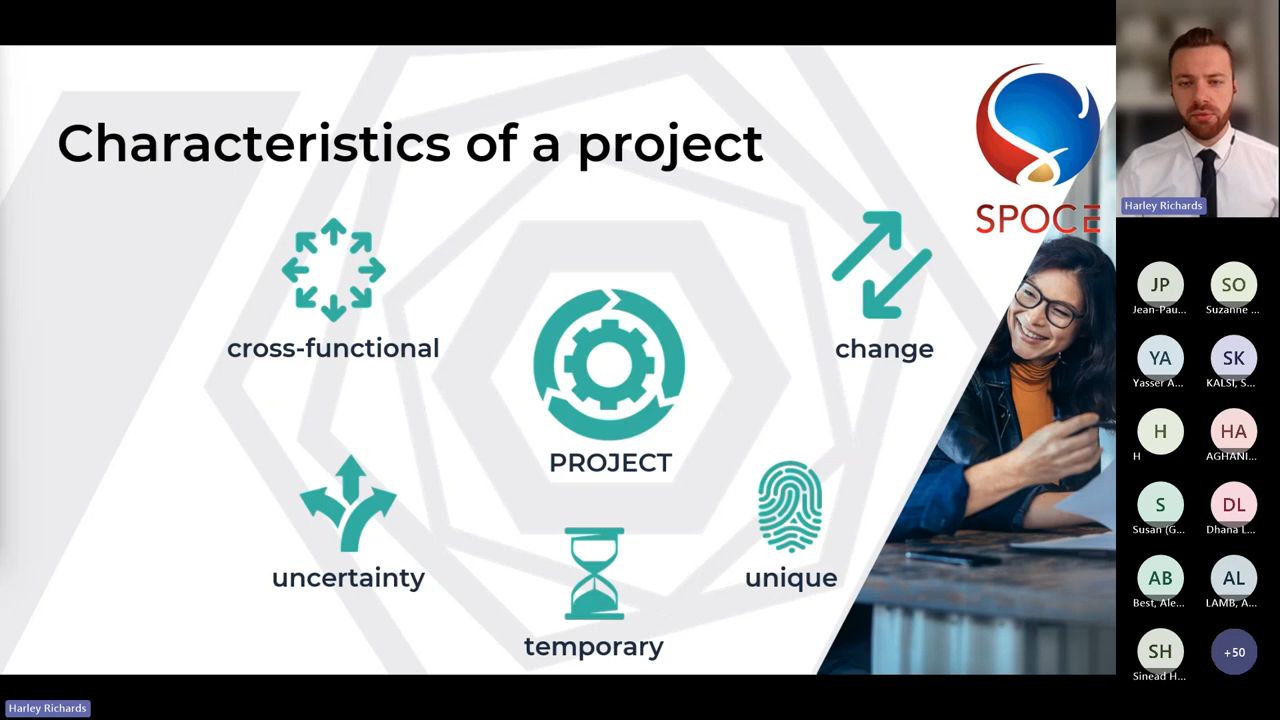 Characteristics of a project
SPOCE
cross-functional
change
PROJECT
uncertainty
unique
temporary
Harley Richards
JP
SO
Jean-Pau...
Suzanne ...
YA
SK
Yasser A...
KALSI, S...
H
HA
H
AGHANI...
S
DL
Susan (G...
Dhana L...
AB
AL
Best, Ale...
LAMB, A...
SH
+50
Sinead H...
Harley Richards